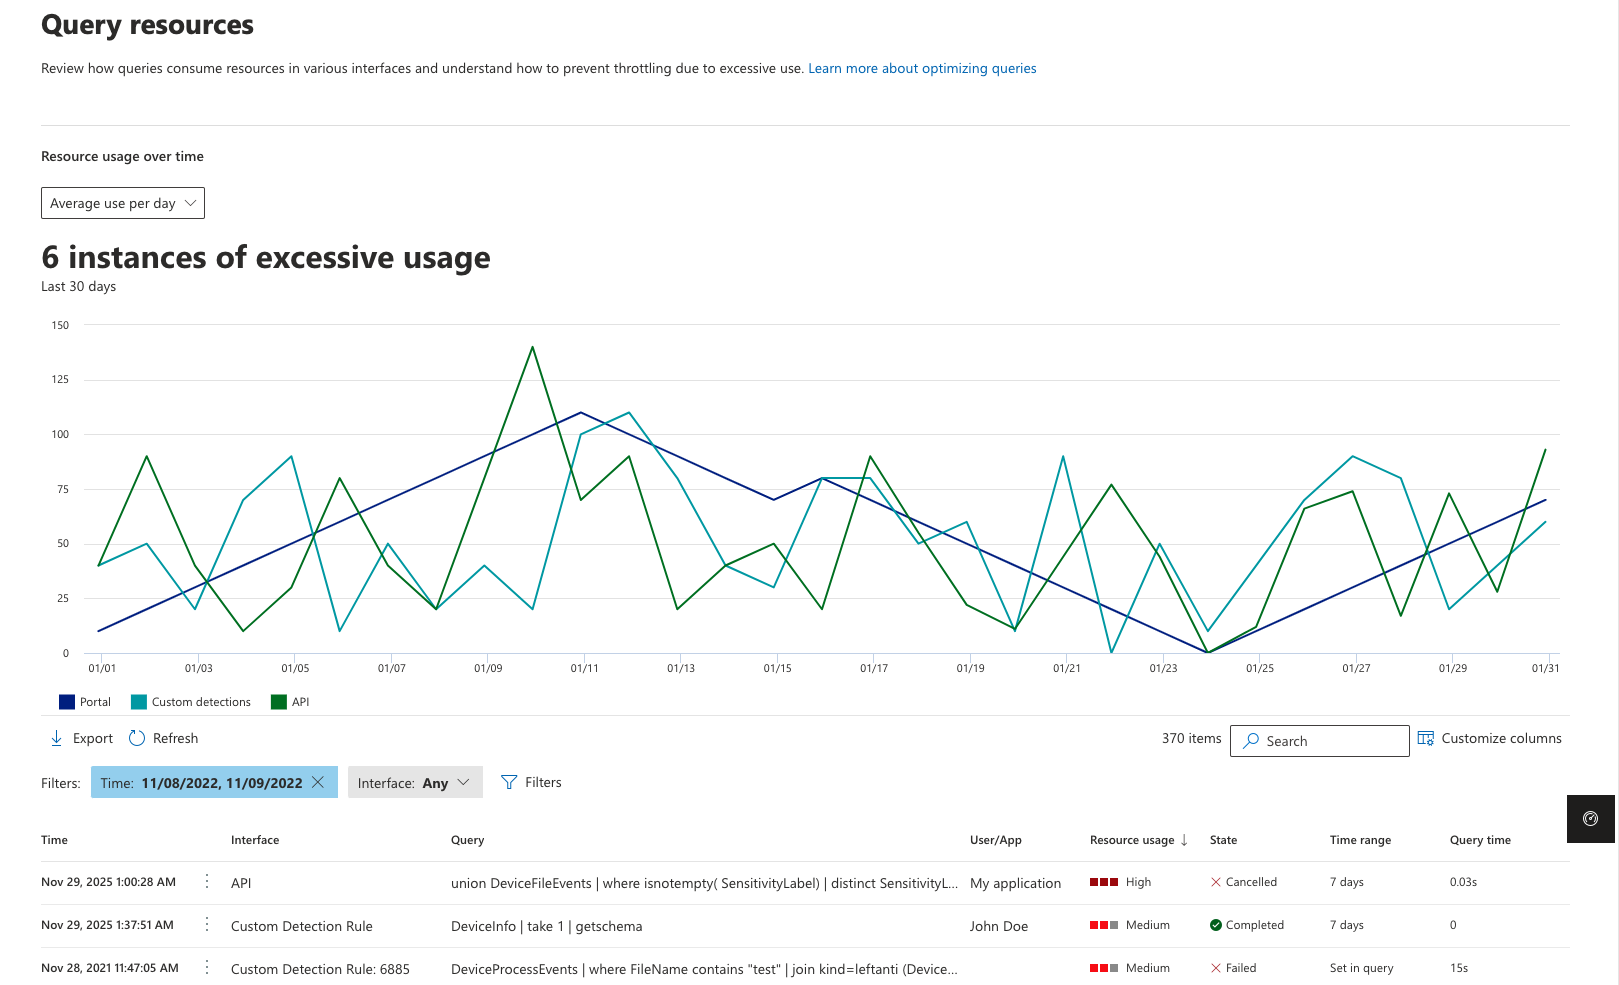 Query resources
Review how queries consume resources in various interfaces and understand how to prevent throttling due to excessive use. Learn more about optimizing queries
Resource usage over time
Average use per day
6 instances of excessive usage
Last 30 days
150
125
100
75
50
25
0
01/01 01/03 01/05 01/07 01/09 01/11 01/13 01/15 01/17 01/19 01/21 01/23 01/25 01/27 01/29 01/31
Portal Custom detections API
Export Refresh 370 items Search Customize columns
Filters: Time: 11/08/2022, 11/09/2022 Interface: Any Filters
Time Interface Query User/App Resource usage State Time range Query time
Nov 29, 2025 1:00:28 AM API union DeviceFileEvents | where isnotempty( SensitivityLabel) | distinct SensitivityL... My application High Cancelled 7 days 0.03s
Nov 29, 2025 1:37:51 AM Custom Detection Rule DeviceInfo | take 1 | getschema John Doe Medium Completed 7 days 0
Nov 28, 2021 11:47:05 AM Custom Detection Rule: 6885 DeviceProcessEvents | where FileName contains "test" | join kind=leftanti (Device... Medium Failed Set in query 15s